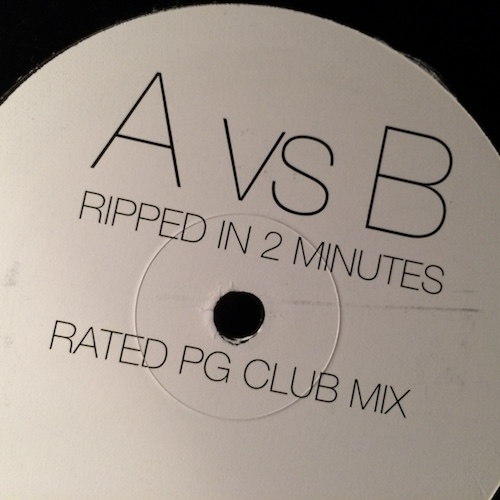 A vs B
RIPPED IN 2 MINUTES
RATED PG CLUB MIX